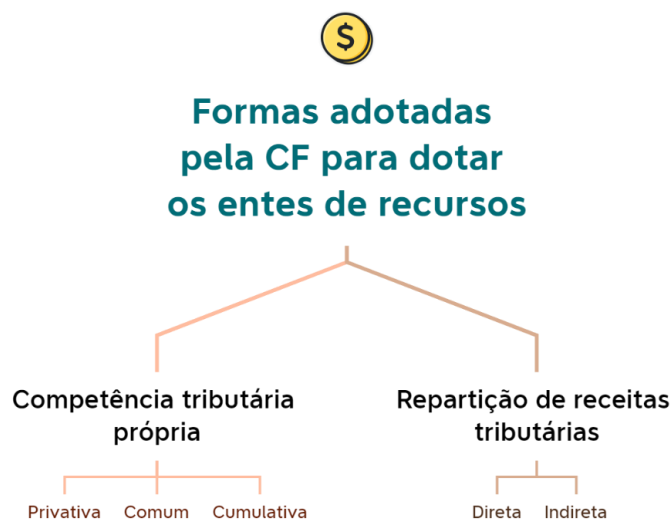 $
Formas adotadas
pela CF para dotar
os entes de recursos
Competência tributária
própria
Repartição de receitas
tributárias
Privativa Comum Cumulativa
Direta Indireta